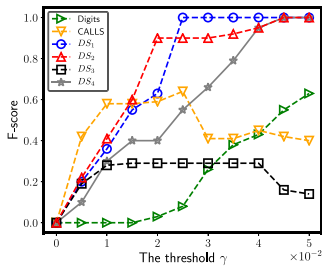 1.0
0.8
0.6
0.4
0.2
0.0
F-score
Digits
CALLS
DS₁
DS₂
DS₃
DS₄
0 1 2 3 4 5
×10⁻²
The threshold γ